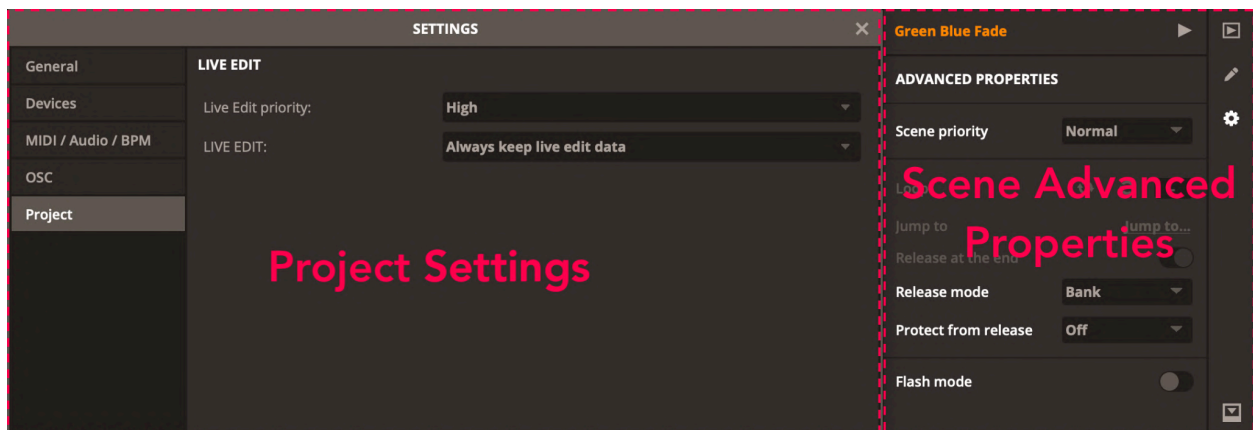 SETTINGS
General
Devices
MIDI / Audio / BPM
OSC
Project
LIVE EDIT
Live Edit priority:
High
LIVE EDIT:
Always keep live edit data
Project Settings
Green Blue Fade
ADVANCED PROPERTIES
Scene priority
Normal
Scene Advanced
Properties
Jump to
Jump to...
Release at the end
Release mode
Bank
Protect from release
Off
Flash mode